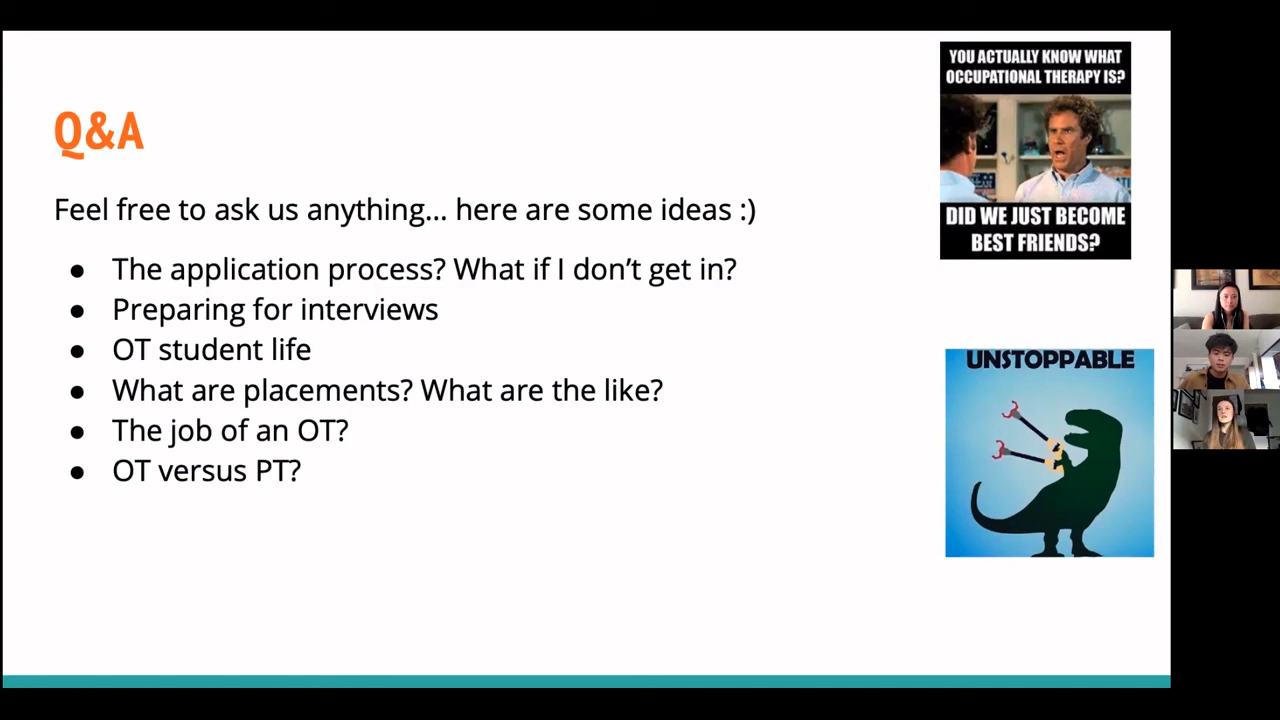 Q&A
Feel free to ask us anything... here are some ideas :)
● The application process? What if I don’t get in?
● Preparing for interviews
● OT student life
● What are placements? What are the like?
● The job of an OT?
● OT versus PT?
YOU ACTUALLY KNOW WHAT
OCCUPATIONAL THERAPY IS?
DID WE JUST BECOME
BEST FRIENDS?
UNSTOPPABLE